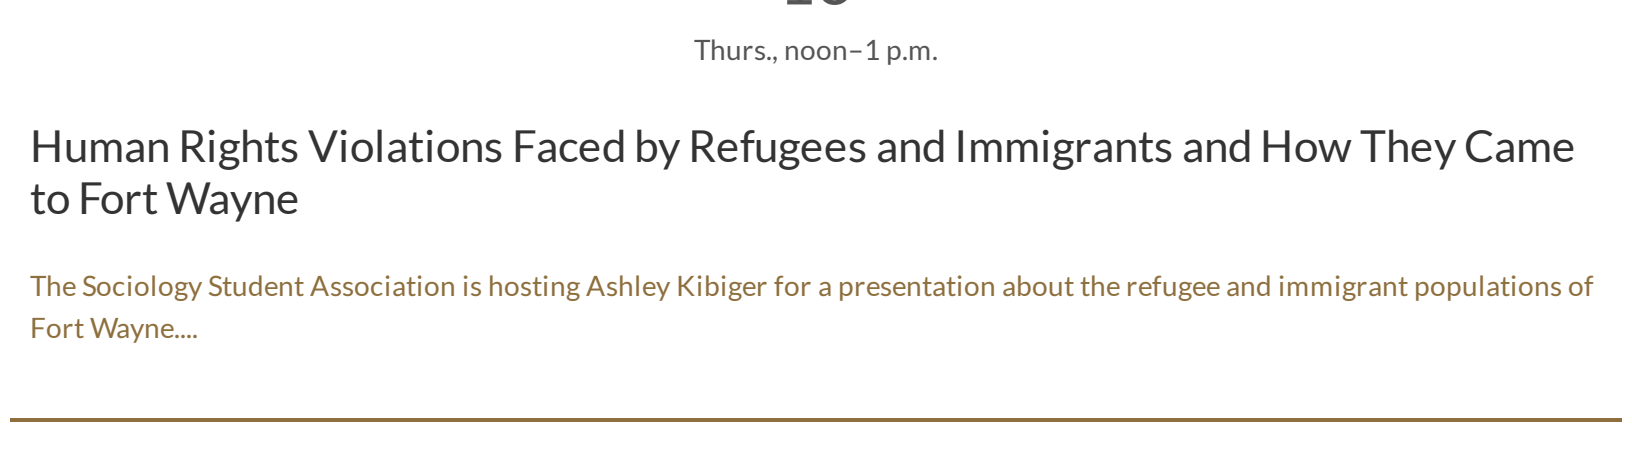 Thurs., noon–1 p.m.
Human Rights Violations Faced by Refugees and Immigrants and How They Came
to Fort Wayne
The Sociology Student Association is hosting Ashley Kibiger for a presentation about the refugee and immigrant populations of
Fort Wayne....